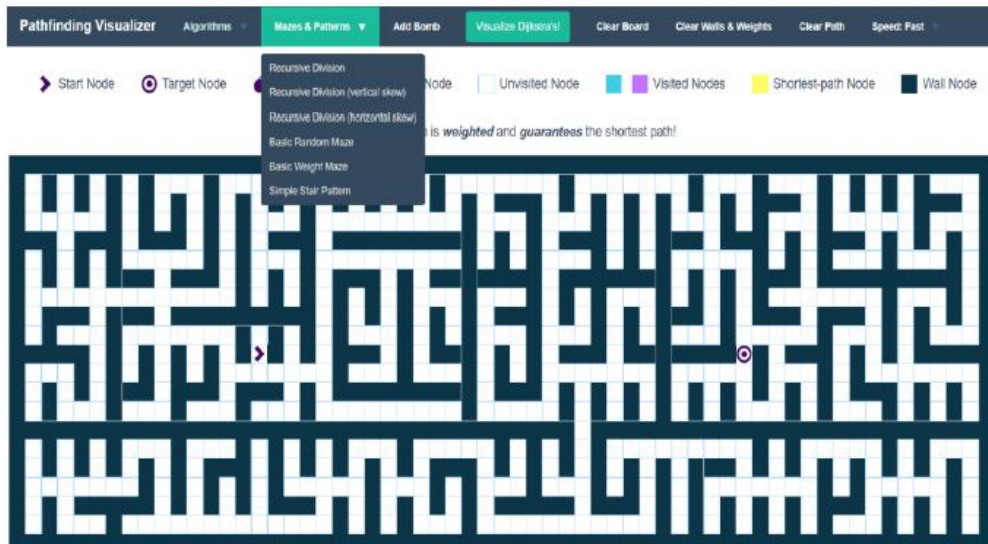 Pathfinding Visualizer Algorithms Mazes & Patterns Add Bomb Visualize Dijkstra's! Clear Board Clear Walls & Weights Clear Path Speed: Fast
Recursive Division
Start Node Target Node Node Unvisited Node Visited Nodes Shortest-path Node Wall Node
Recursive Division (vertical skew)
Recursive Division (horizontal skew)
is weighted and guarantees the shortest path!
Basic Random Maze
Basic Weight Maze
Simple Stair Pattern